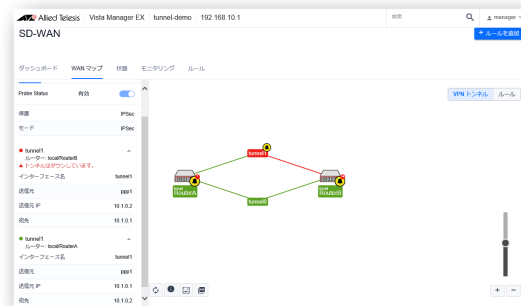 Allied Telesis Vista Manager EX tunnel-demo 192.168.10.1 検索 manager
SD-WAN
+ ルールを追加
ダッシュボード WAN マップ 状態 モニタリング ルール
Probe Status 有効
保護 IPSec
モード IPSec
tunnel1
ルーター: local/RouterB
トンネルはダウンしています。
インターフェース名 tunnel1
送信元 ppp1
送信元 IP 10.1.0.2
宛先 10.1.0.1
tunnel1
ルーター: local/RouterA
インターフェース名 tunnel1
送信元 ppp1
送信元 IP 10.1.0.1
宛先 10.1.0.2
VPN トンネル ルール
tunnel1
local
RouterA
local
RouterB
tunnel0